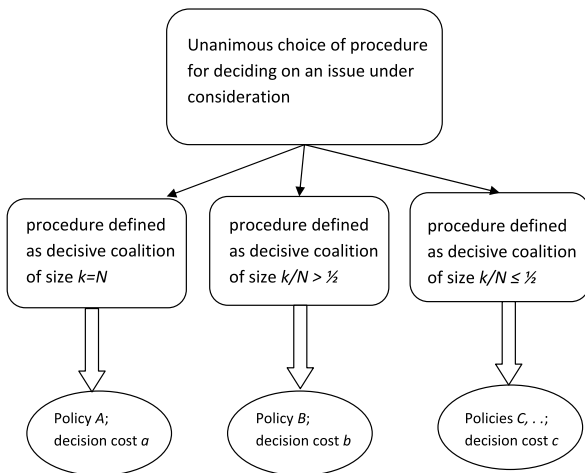 Unanimous choice of procedure
for deciding on an issue under
consideration
procedure defined
as decisive coalition
of size k=N
procedure defined
as decisive coalition
of size k/N > ½
procedure defined
as decisive coalition
of size k/N ≤ ½
Policy A;
decision cost a
Policy B;
decision cost b
Policies C, . .;
decision cost c